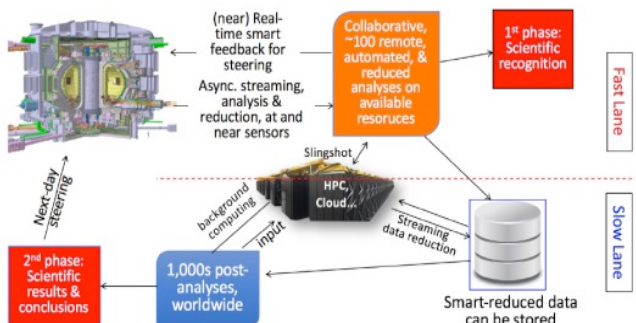 (near) Real-
time smart
feedback for
steering
Async. streaming,
analysis &
reduction, at and
near sensors
Collaborative,
~100 remote,
automated, &
reduced analyses on
available
resoruces
1st phase:
Scientific
recognition
Fast Lane
Slingshot
HPC,
Cloud...
Next-day
steering
background
computing
input
Streaming
data reduction
Slow Lane
2nd phase:
Scientific
results &
conclusions
1,000s post-
analyses,
worldwide
Smart-reduced data
can be stored